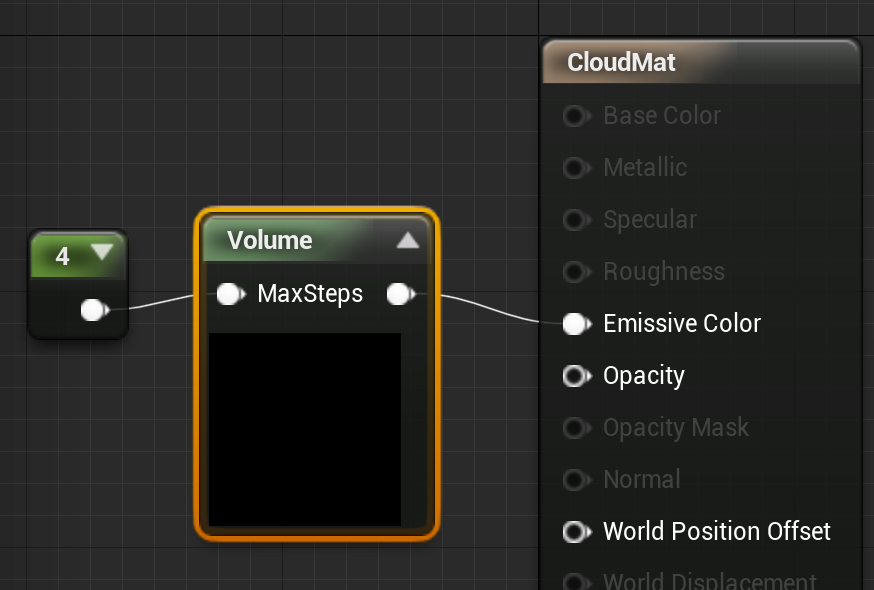 4
Volume
MaxSteps
CloudMat
Base Color
Metallic
Specular
Roughness
Emissive Color
Opacity
Opacity Mask
Normal
World Position Offset
World Displacement